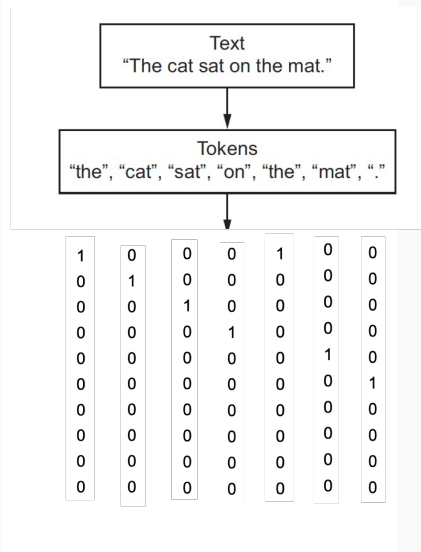 Text
“The cat sat on the mat.”
Tokens
“the”, “cat”, “sat”, “on”, “the”, “mat”, “.”
1 0 0 0 1 0 0
0 1 0 0 0 0 0
0 0 1 0 0 0 0
0 0 0 1 0 0 0
0 0 0 0 0 1 0
0 0 0 0 0 0 1
0 0 0 0 0 0 0
0 0 0 0 0 0 0
0 0 0 0 0 0 0
0 0 0 0 0 0 0